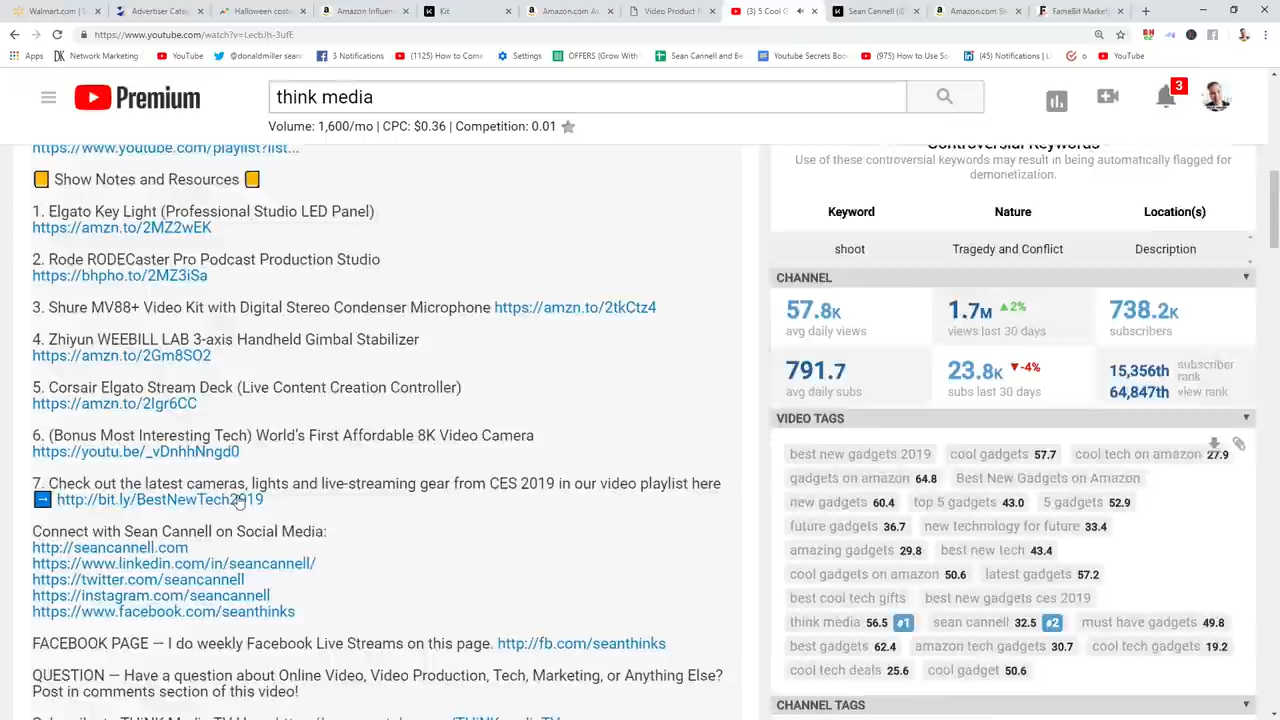 Walmart.com |
Advertiser Categ
Halloween costu
Amazon Influen
Kit
Amazon.com As
Video Product R
(3) 5 Cool G
Sean Cannell (@
Amazon.com Sh
FameBit Market
https://www.youtube.com/watch?v=LecbJh-3ufE
Apps
Network Marketing
YouTube
@donaldmiller sung
3 Notifications
(1125) How to Come
Settings
OFFERS (Grow With
Sean Cannell and Be
Youtube Secrets Boo
(975) How to Use So
(45) Notifications | Li
YouTube
Premium
think media
3
Volume: 1,600/mo | CPC: $0.36 | Competition: 0.01
https://www.youtube.com/playlist?list...
Show Notes and Resources
1. Elgato Key Light (Professional Studio LED Panel)
https://amzn.to/2MZ2wEK
2. Rode RODECaster Pro Podcast Production Studio
https://bhpho.to/2MZ3iSa
3. Shure MV88+ Video Kit with Digital Stereo Condenser Microphone https://amzn.to/2tkCtz4
4. Zhiyun WEEBILL LAB 3-axis Handheld Gimbal Stabilizer
https://amzn.to/2Gm8SO2
5. Corsair Elgato Stream Deck (Live Content Creation Controller)
https://amzn.to/2Igr6CC
6. (Bonus Most Interesting Tech) World's First Affordable 8K Video Camera
https://youtu.be/_vDnhhNngd0
7. Check out the latest cameras, lights and live-streaming gear from CES 2019 in our video playlist here
http://bit.ly/BestNewTech2019
Connect with Sean Cannell on Social Media:
http://seancannell.com
https://www.linkedin.com/in/seancannell/
https://twitter.com/seancannell
https://instagram.com/seancannell
https://www.facebook.com/seanthinks
FACEBOOK PAGE — I do weekly Facebook Live Streams on this page. http://fb.com/seanthinks
QUESTION — Have a question about Online Video, Video Production, Tech, Marketing, or Anything Else?
Post in comments section of this video!
Controversial Keywords
Use of these controversial keywords may result in being automatically flagged for
demonetization.
Keyword Nature Location(s)
shoot Tragedy and Conflict Description
CHANNEL
57.8K 1.7M 2% 738.2K
avg daily views views last 30 days subscribers
791.7 23.8K -4% 15,356th subscriber rank
avg daily subs subs last 30 days 64,847th view rank
VIDEO TAGS
best new gadgets 2019 cool gadgets 57.7 cool tech on amazon 27.9
gadgets on amazon 64.8 Best New Gadgets on Amazon
new gadgets 60.4 top 5 gadgets 43.0 5 gadgets 52.9
future gadgets 36.7 new technology for future 33.4
amazing gadgets 29.8 best new tech 43.4
cool gadgets on amazon 50.6 latest gadgets 57.2
best cool tech gifts best new gadgets ces 2019
think media 56.5 #1 sean cannell 32.5 #2 must have gadgets 49.8
best gadgets 62.4 amazon tech gadgets 30.7 cool tech gadgets 19.2
cool tech deals 25.6 cool gadget 50.6
CHANNEL TAGS